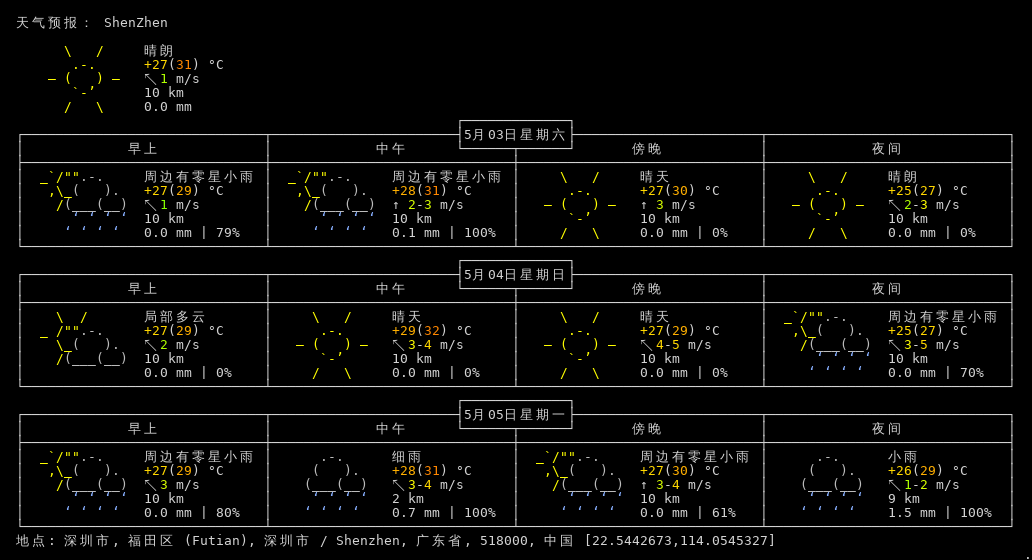 天气预报： ShenZhen
晴朗
+27(31) °C
↖ 1 m/s
10 km
0.0 mm
5月03日星期六
早上 中午 傍晚 夜间
周边有零星小雨 周边有零星小雨 晴天 晴朗
+27(29) °C +28(31) °C +27(30) °C +25(27) °C
↖ 1 m/s ↑ 2-3 m/s ↑ 3 m/s ↖ 2-3 m/s
10 km 10 km 10 km 10 km
0.0 mm | 79% 0.1 mm | 100% 0.0 mm | 0% 0.0 mm | 0%
5月04日星期日
早上 中午 傍晚 夜间
局部多云 晴天 晴天 周边有零星小雨
+27(29) °C +29(32) °C +27(29) °C +25(27) °C
↖ 2 m/s ↖ 3-4 m/s ↖ 4-5 m/s ↖ 3-5 m/s
10 km 10 km 10 km 10 km
0.0 mm | 0% 0.0 mm | 0% 0.0 mm | 0% 0.0 mm | 70%
5月05日星期一
早上 中午 傍晚 夜间
周边有零星小雨 细雨 周边有零星小雨 小雨
+27(29) °C +28(31) °C +27(30) °C +26(29) °C
↖ 3 m/s ↖ 3-4 m/s ↑ 3-4 m/s ↖ 1-2 m/s
10 km 2 km 10 km 9 km
0.0 mm | 80% 0.7 mm | 100% 0.0 mm | 61% 1.5 mm | 100%
地点: 深圳市, 福田区 (Futian), 深圳市 / Shenzhen, 广东省, 518000, 中国 [22.5442673,114.0545327]